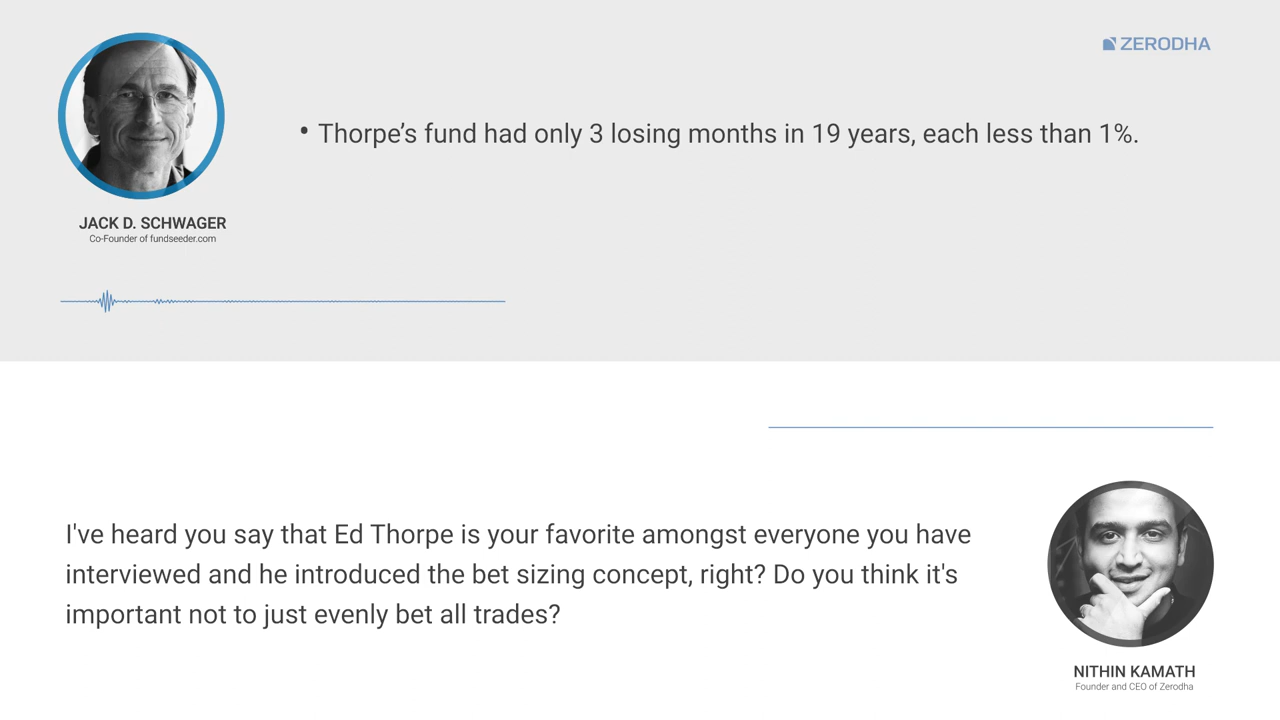 ZERODHA
• Thorpe’s fund had only 3 losing months in 19 years, each less than 1%.
JACK D. SCHWAGER
Co-Founder of fundseeder.com
I've heard you say that Ed Thorpe is your favorite amongst everyone you have
interviewed and he introduced the bet sizing concept, right? Do you think it's
important not to just evenly bet all trades?
NITHIN KAMATH
Founder and CEO of Zerodha